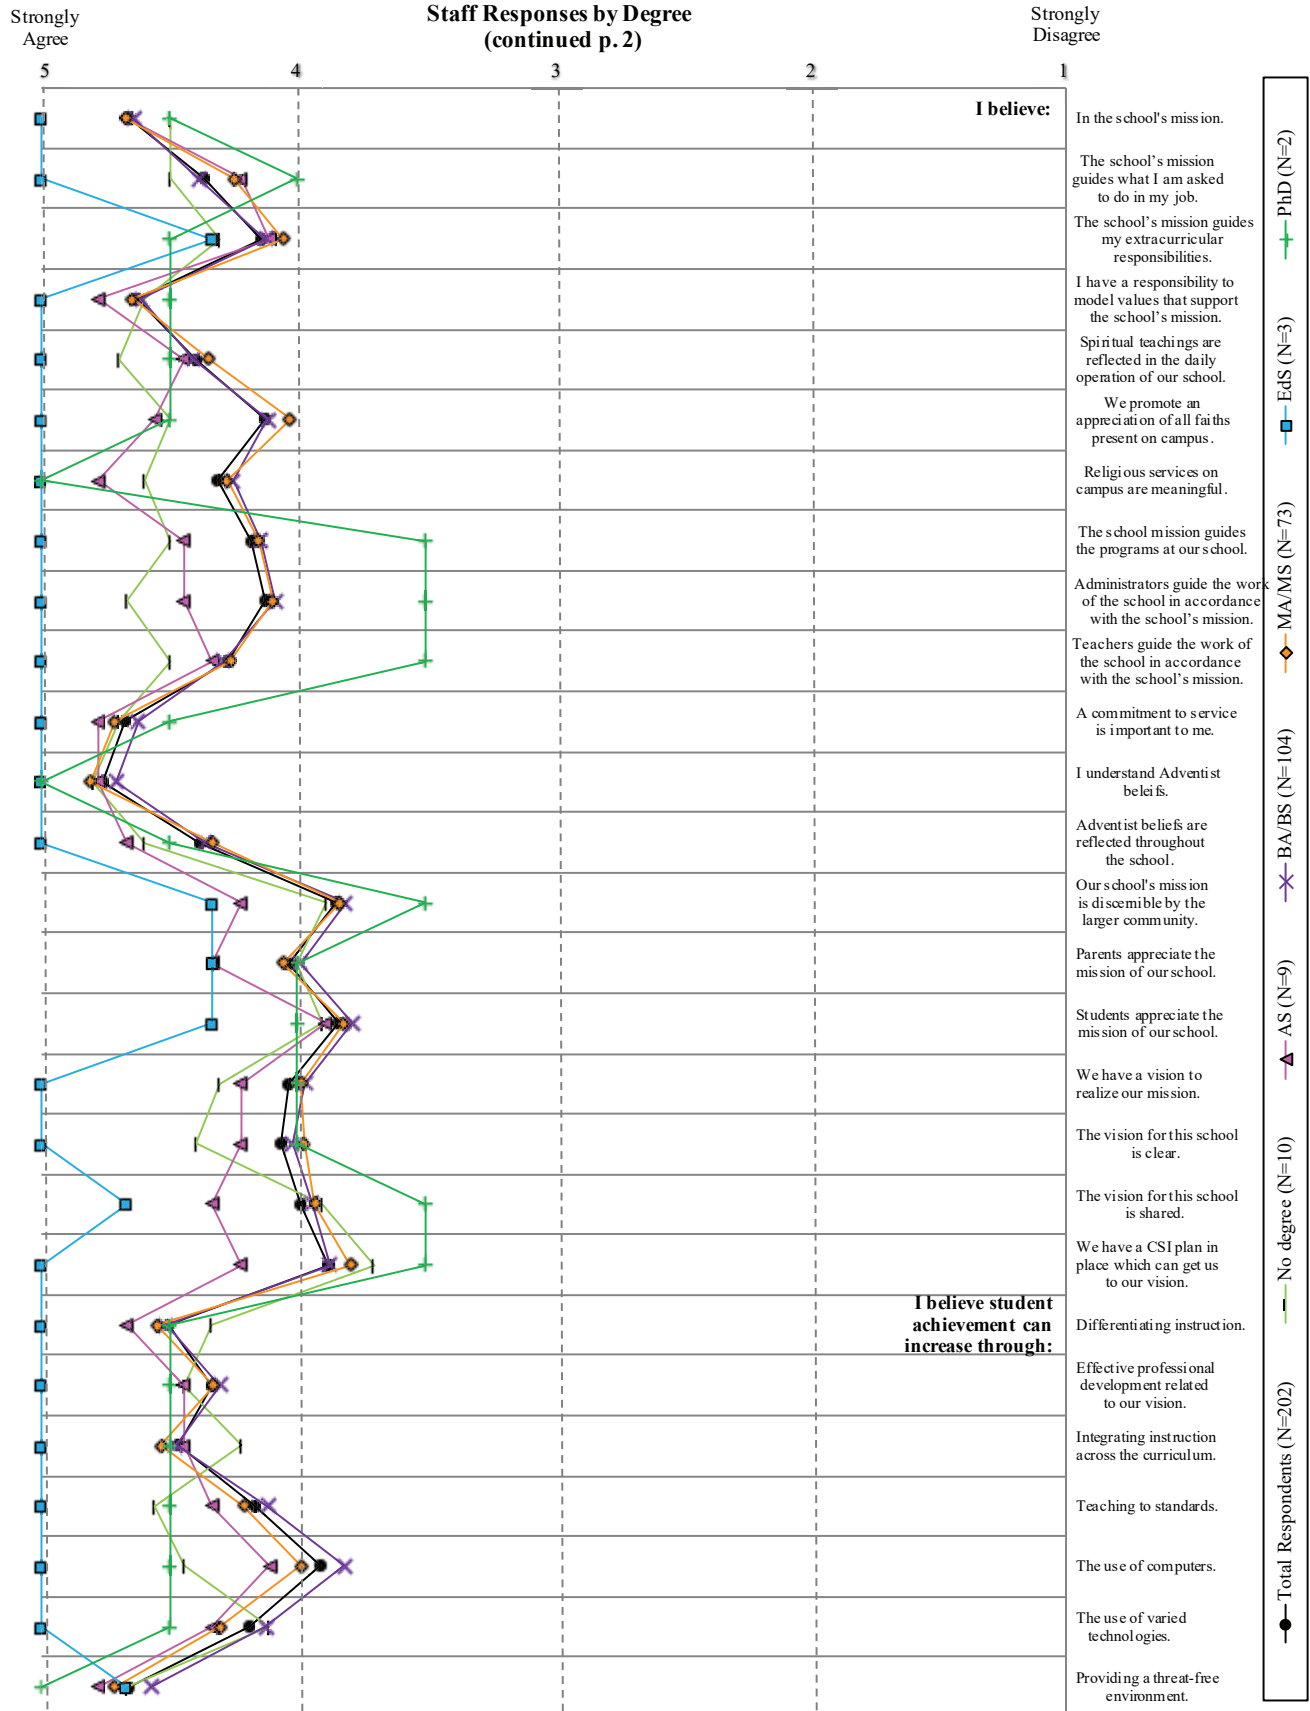 Strongly
Agree
Staff Responses by Degree
(continued p. 2)
Strongly
Disagree
5
4
3
2
1
I believe:
In the school's mission.
The school’s mission
guides what I am asked
to do in my job.
The school’s mission guides
my extracurricular
responsibilities.
I have a responsibility to
model values that support
the school’s mission.
Spiritual teachings are
reflected in the daily
operation of our school.
We promote an
appreciation of all faiths
present on campus.
Religious services on
campus are meaningful.
The school mission guides
the programs at our school.
Administrators guide the work
of the school in accordance
with the school’s mission.
Teachers guide the work of
the school in accordance
with the school’s mission.
A commitment to service
is important to me.
I understand Adventist
beleifs.
Adventist beliefs are
reflected throughout
the school.
Our school's mission
is discernible by the
larger community.
Parents appreciate the
mission of our school.
Students appreciate the
mission of our school.
We have a vision to
realize our mission.
The vision for this school
is clear.
The vision for this school
is shared.
We have a CSI plan in
place which can get us
to our vision.
I believe student
achievement can
increase through:
Differentiating instruction.
Effective professional
development related
to our vision.
Integrating instruction
across the curriculum.
Teaching to standards.
The use of computers.
The use of varied
technologies.
Providing a threat-free
environment.
Total Respondents (N=202)
No degree (N=10)
AS (N=9)
BA/BS (N=104)
MA/MS (N=73)
EdS (N=3)
PhD (N=2)